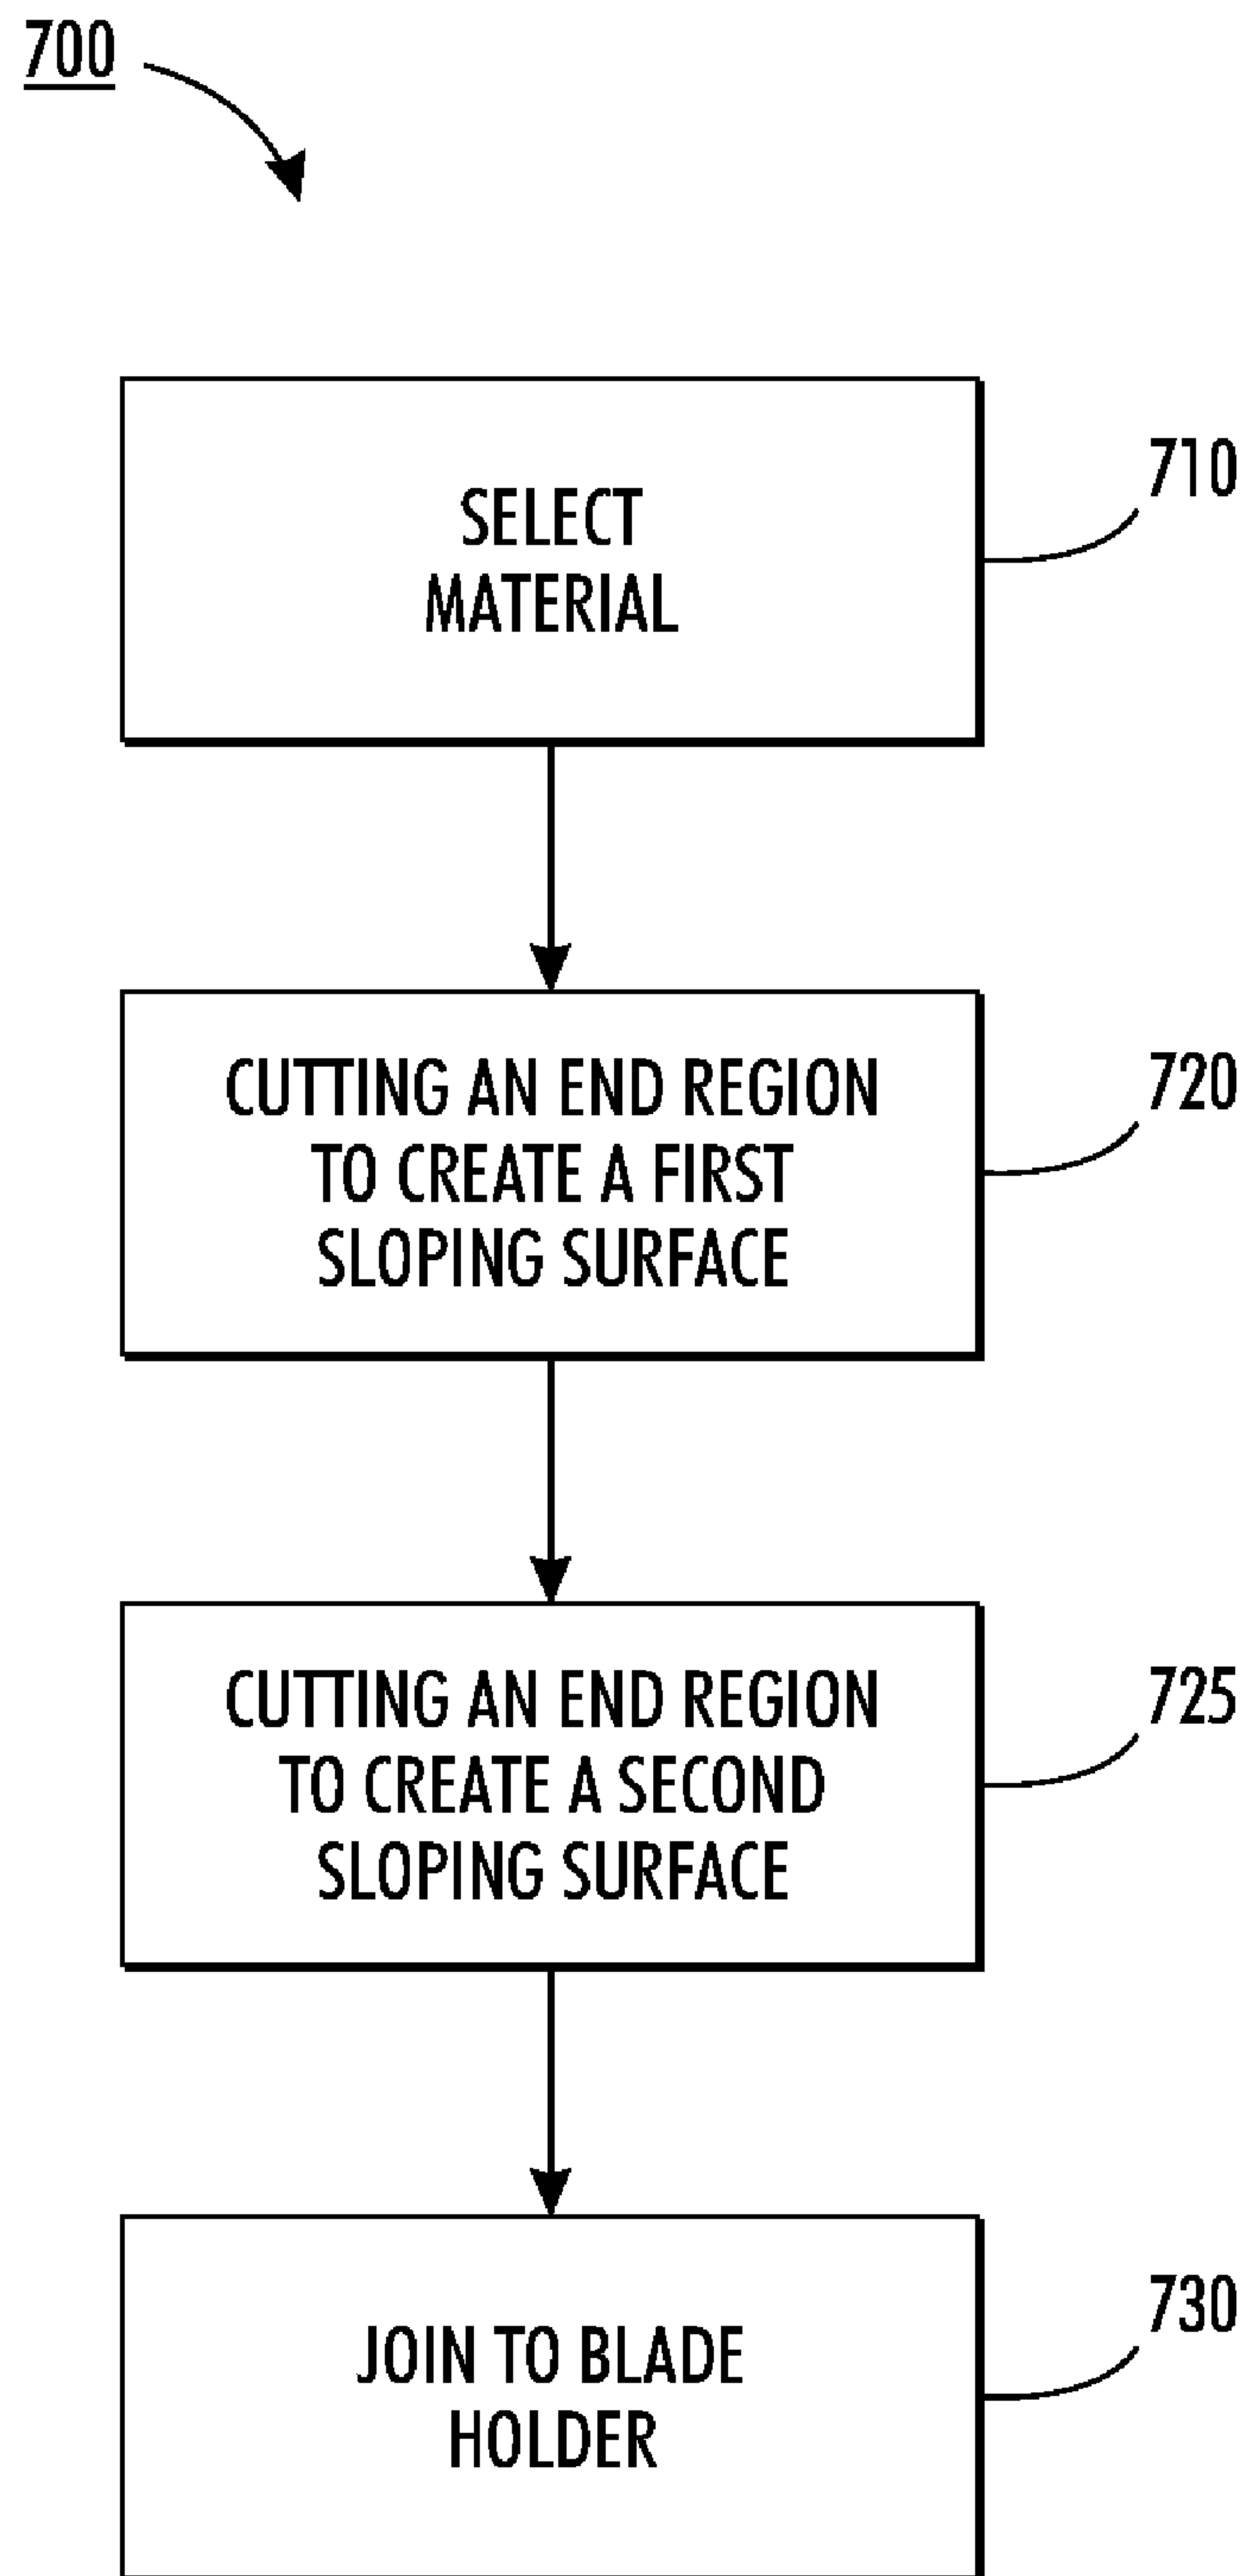 700
SELECT
MATERIAL
710
CUTTING AN END REGION
TO CREATE A FIRST
SLOPING SURFACE
720
CUTTING AN END REGION
TO CREATE A SECOND
SLOPING SURFACE
725
JOIN TO BLADE
HOLDER
730